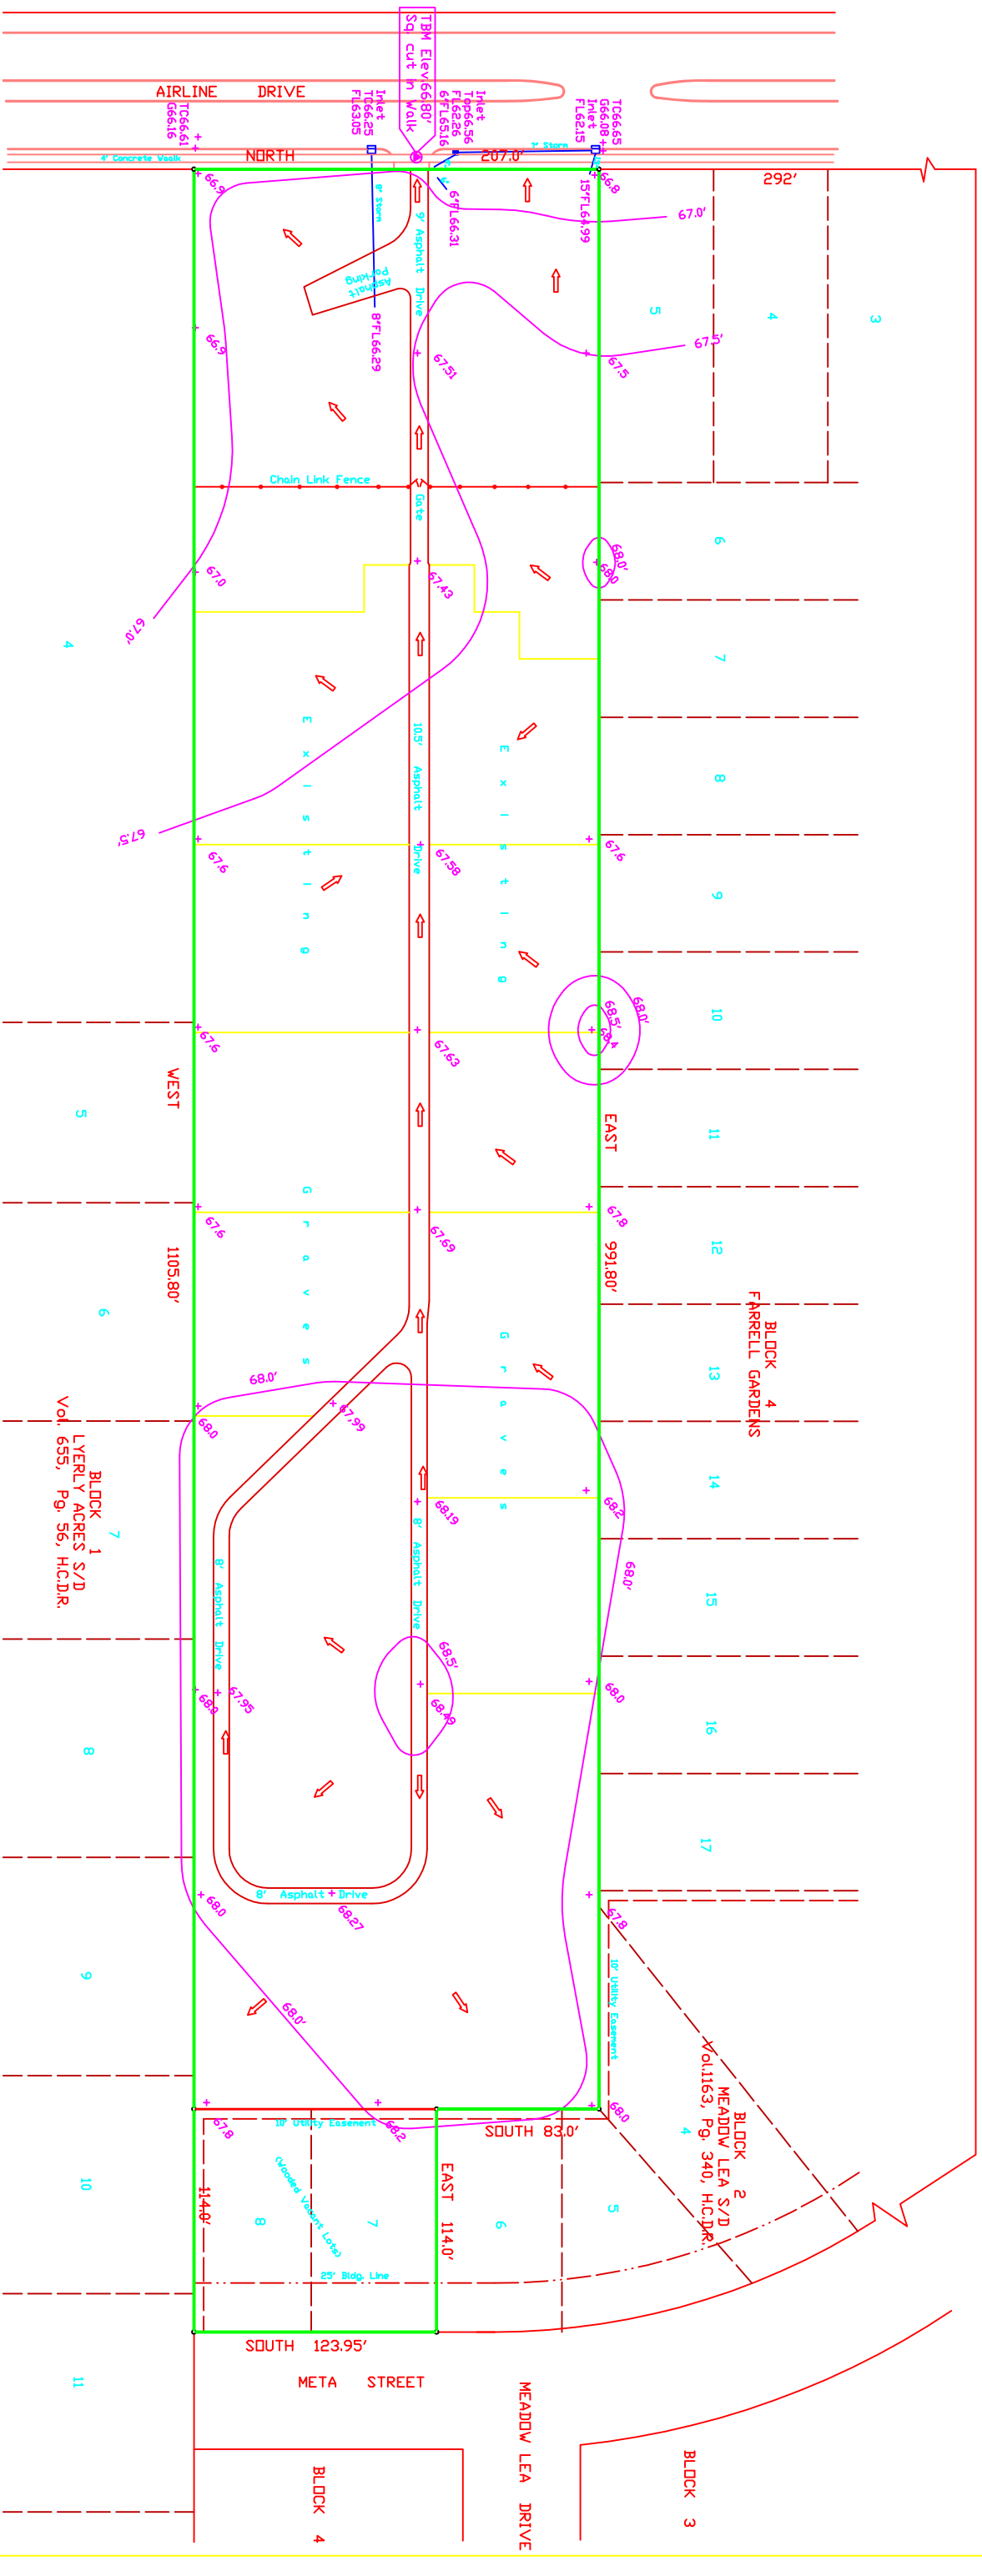 TBM Elev.66.80'
Sq. cut in Walk
AIRLINE DRIVE
TC66.61
G66.16
Inlet
TC66.25
FL63.05
Inlet
Top66.56
FL62.26
6"FL65.16
TC66.65
G66.08
Inlet
FL62.15
4' Concrete Walk
NORTH 207.0'
292'
66.9
8" Storm
6"FL66.31
15"FL64.99
66.8
67.0'
9' Asphalt Drive
Asphalt
Parking
8"FL66.29
66.9
67.51
67.5
67.5'
5
4
3
Chain Link Fence
Gate
67.0
67.0'
67.43
68.0'
68.0
6
4
7
Existing
10.5' Asphalt Drive
Existing
8
67.5'
67.6
67.58
67.6
9
67.6
67.63
68.5'
68.0'
68.4
10
WEST
5
EAST
11
Graves
67.6
67.69
67.8
12
1105.80'
991.80'
6
BLOCK 4
FARRELL GARDENS
Graves
13
68.0'
68.0
67.99
BLOCK 1
LYERLY ACRES S/D
Vol. 655, Pg. 56, H.C.D.R.
7
68.19
68.2
14
68.0'
8' Asphalt Drive
8' Asphalt Drive
15
68.5'
68.0
67.95
68.49
68.0
16
8
17
8' Asphalt Drive
68.0
68.27
67.8
9
68.0'
10' Utility Easement
BLOCK 2
MEADOW LEA S/D
Vol.1163, Pg. 340, H.C.D.R.
67.8
10' Utility Easement
68.2
SOUTH 83.0'
68.0
4
10
114.0'
8
(Wooded Vacant Lots)
7
EAST 114.0'
6
5
25' Bldg. Line
SOUTH 123.95'
META STREET
11
MEADOW LEA DRIVE
BLOCK 4
BLOCK 3